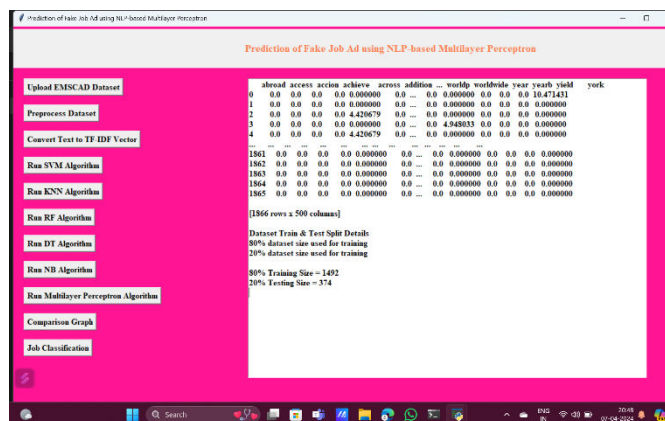 Prediction of Fake Job Ad using NLP-based Multilayer Perceptron
Prediction of Fake Job Ad using NLP-based Multilayer Perceptron
Upload EMSCAD Dataset
Preprocess Dataset
Convert Text to TF-IDF Vector
Run SVM Algorithm
Run KNN Algorithm
Run RF Algorithm
Run DT Algorithm
Run NB Algorithm
Run Multilayer Perceptron Algorithm
Comparison Graph
Job Classification
abroad access accion achieve across addition ... worldp worldwide year yearb yield york
0 0.0 0.0 0.0 0.0 0.000000 0.0 ... 0.0 0.000000 0.0 0.0 0.0 10.471431
1 0.0 0.0 0.0 0.0 0.000000 0.0 ... 0.0 0.000000 0.0 0.0 0.0 0.000000
2 0.0 0.0 0.0 0.0 4.420679 0.0 ... 0.0 0.000000 0.0 0.0 0.0 0.000000
3 0.0 0.0 0.0 0.0 0.000000 0.0 ... 0.0 4.948033 0.0 0.0 0.0 0.000000
4 0.0 0.0 0.0 0.0 4.420679 0.0 ... 0.0 0.000000 0.0 0.0 0.0 0.000000
... ... ... ... ... ... ... ... ... ... ... ... ... ...
1861 0.0 0.0 0.0 0.0 0.000000 0.0 ... 0.0 0.000000 0.0 0.0 0.0 0.000000
1862 0.0 0.0 0.0 0.0 0.000000 0.0 ... 0.0 0.000000 0.0 0.0 0.0 0.000000
1863 0.0 0.0 0.0 0.0 0.000000 0.0 ... 0.0 0.000000 0.0 0.0 0.0 0.000000
1864 0.0 0.0 0.0 0.0 0.000000 0.0 ... 0.0 0.000000 0.0 0.0 0.0 0.000000
1865 0.0 0.0 0.0 0.0 0.000000 0.0 ... 0.0 0.000000 0.0 0.0 0.0 0.000000
[1866 rows x 500 columns]
Dataset Train & Test Split Details
80% dataset size used for training
20% dataset size used for training
80% Training Size = 1492
20% Testing Size = 374
Search
ENG
IN
20:48
07-04-2024